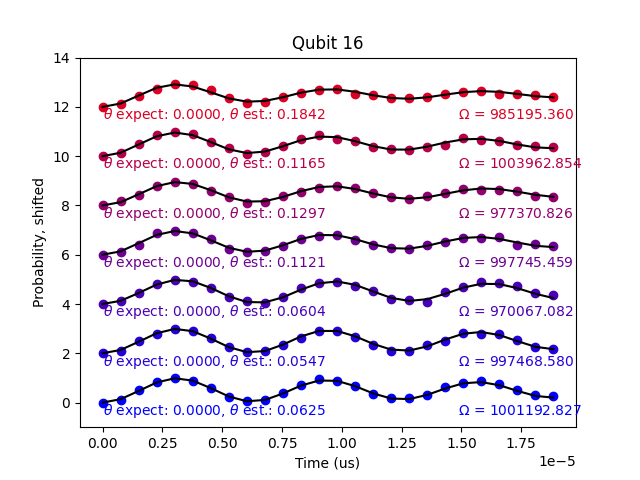 Qubit 16
14
θ expect: 0.0000, θ est.: 0.1842 Ω = 985195.360
12
θ expect: 0.0000, θ est.: 0.1165 Ω = 1003962.854
10
θ expect: 0.0000, θ est.: 0.1297 Ω = 977370.826
8
θ expect: 0.0000, θ est.: 0.1121 Ω = 997745.459
6
θ expect: 0.0000, θ est.: 0.0604 Ω = 970067.082
4
θ expect: 0.0000, θ est.: 0.0547 Ω = 997468.580
2
θ expect: 0.0000, θ est.: 0.0625 Ω = 1001192.827
0
Probability, shifted
0.00 0.25 0.50 0.75 1.00 1.25 1.50 1.75
Time (us)
1e−5